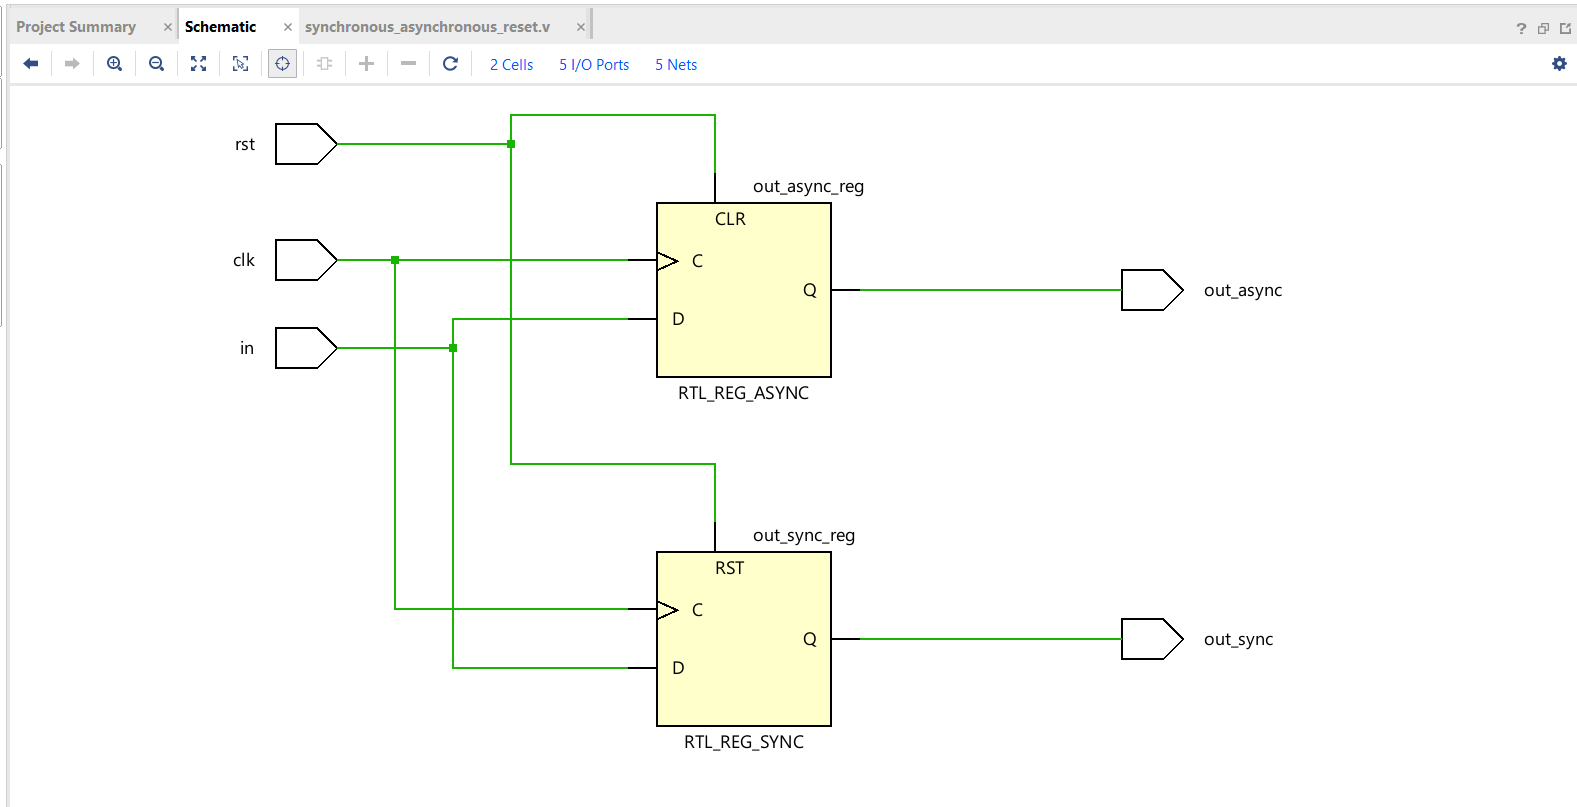 Project Summary × Schematic × synchronous_asynchronous_reset.v ×
?
2 Cells 5 I/O Ports 5 Nets
rst
out_async_reg
CLR
clk
C
Q
out_async
D
in
RTL_REG_ASYNC
out_sync_reg
RST
C
Q
out_sync
D
RTL_REG_SYNC